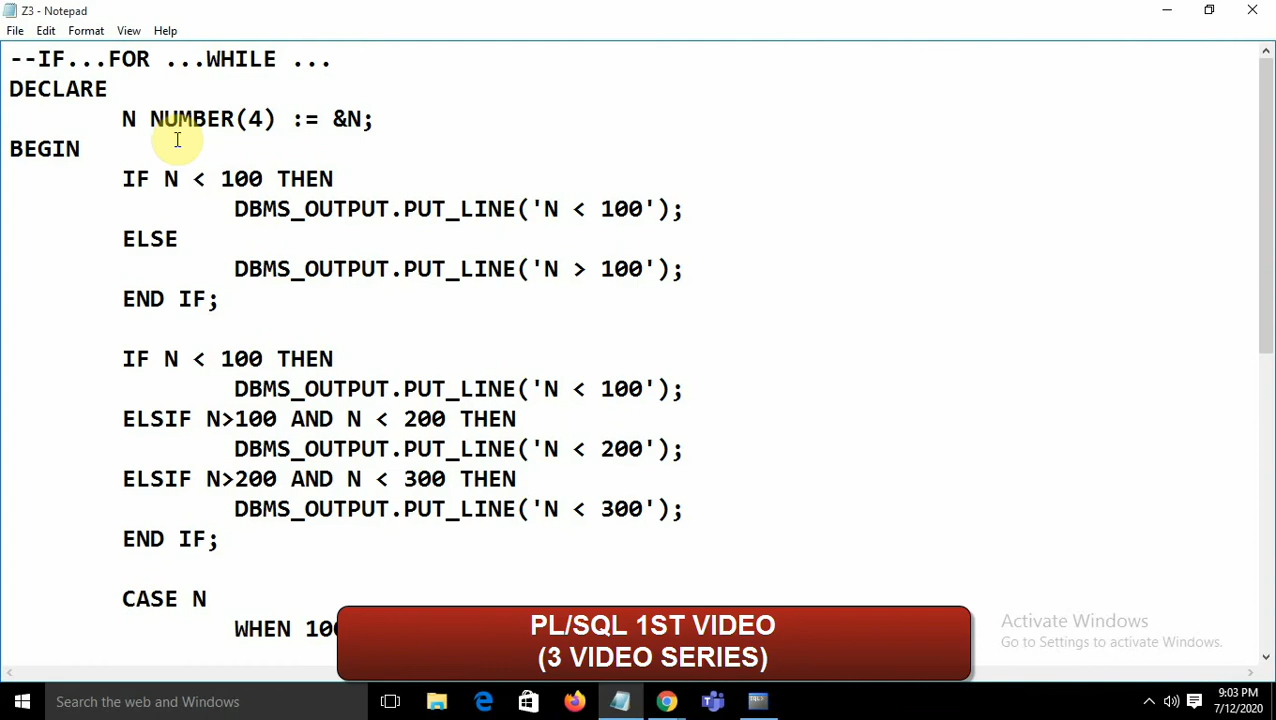 Z3 - Notepad
File Edit Format View Help
--IF...FOR ...WHILE ...
DECLARE
N NUMBER(4) := &N;
BEGIN
IF N < 100 THEN
DBMS_OUTPUT.PUT_LINE('N < 100');
ELSE
DBMS_OUTPUT.PUT_LINE('N > 100');
END IF;
IF N < 100 THEN
DBMS_OUTPUT.PUT_LINE('N < 100');
ELSIF N>100 AND N < 200 THEN
DBMS_OUTPUT.PUT_LINE('N < 200');
ELSIF N>200 AND N < 300 THEN
DBMS_OUTPUT.PUT_LINE('N < 300');
END IF;
CASE N
WHEN 100
PL/SQL 1ST VIDEO
(3 VIDEO SERIES)
Activate Windows
Go to Settings to activate Windows.
Search the web and Windows
9:03 PM
7/12/2020